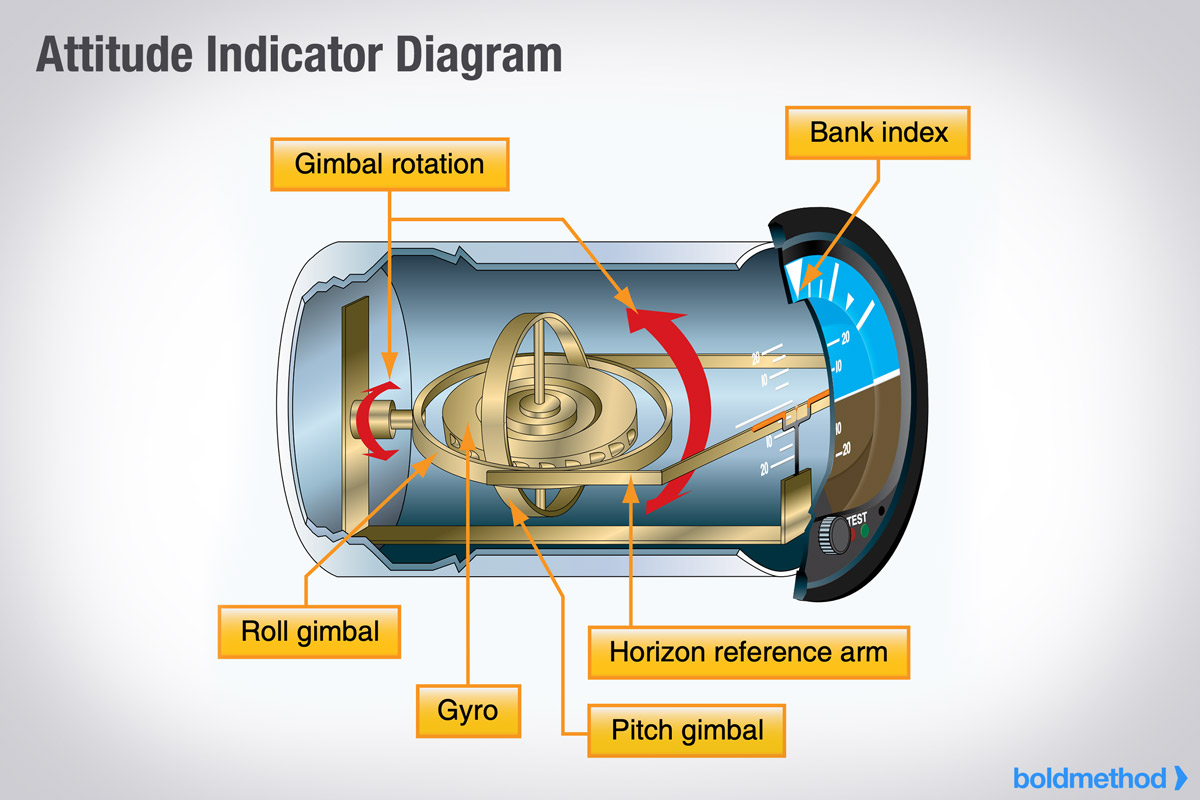 Attitude Indicator Diagram
Bank index
Gimbal rotation
20
10
10
20
20
10
10
20
TEST
Roll gimbal
Horizon reference arm
Gyro
Pitch gimbal
boldmethod